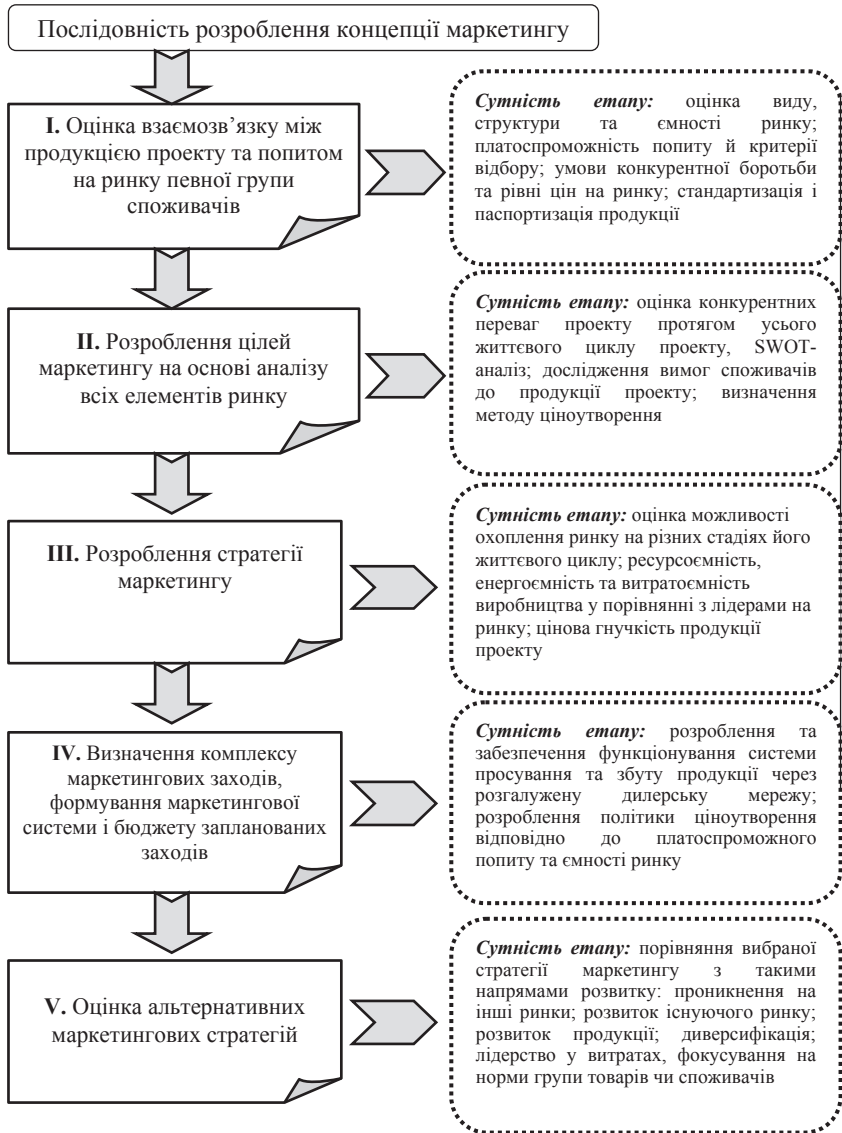 Послідовність розроблення концепції маркетингу
І. Оцінка взаємозв’язку між
продукцією проекту та попитом
на ринку певної групи
споживачів
Сутність етапу: оцінка виду,
структури та ємності ринку;
платоспроможність попиту й критерії
відбору; умови конкурентної боротьби
та рівні цін на ринку; стандартизація і
паспортизація продукції
ІІ. Розроблення цілей
маркетингу на основі аналізу
всіх елементів ринку
Сутність етапу: оцінка конкурентних
переваг проекту протягом усього
життєвого циклу проекту, SWOT-
аналіз; дослідження вимог споживачів
до продукції проекту; визначення
методу ціноутворення
ІІІ. Розроблення стратегії
маркетингу
Сутність етапу: оцінка можливості
охоплення ринку на різних стадіях його
життєвого циклу; ресурсоємність,
енергоємність та витратоємність
виробництва у порівнянні з лідерами на
ринку; цінова гнучкість продукції
проекту
IV. Визначення комплексу
маркетингових заходів,
формування маркетингової
системи і бюджету запланованих
заходів
Сутність етапу: розроблення та
забезпечення функціонування системи
просування та збуту продукції через
розгалужену дилерську мережу;
розроблення політики ціноутворення
відповідно до платоспроможного
попиту та ємності ринку
V. Оцінка альтернативних
маркетингових стратегій
Сутність етапу: порівняння вибраної
стратегії маркетингу з такими
напрямами розвитку: проникнення на
інші ринки; розвиток існуючого ринку;
розвиток продукції; диверсифікація;
лідерство у витратах, фокусування на
норми групи товарів чи споживачів